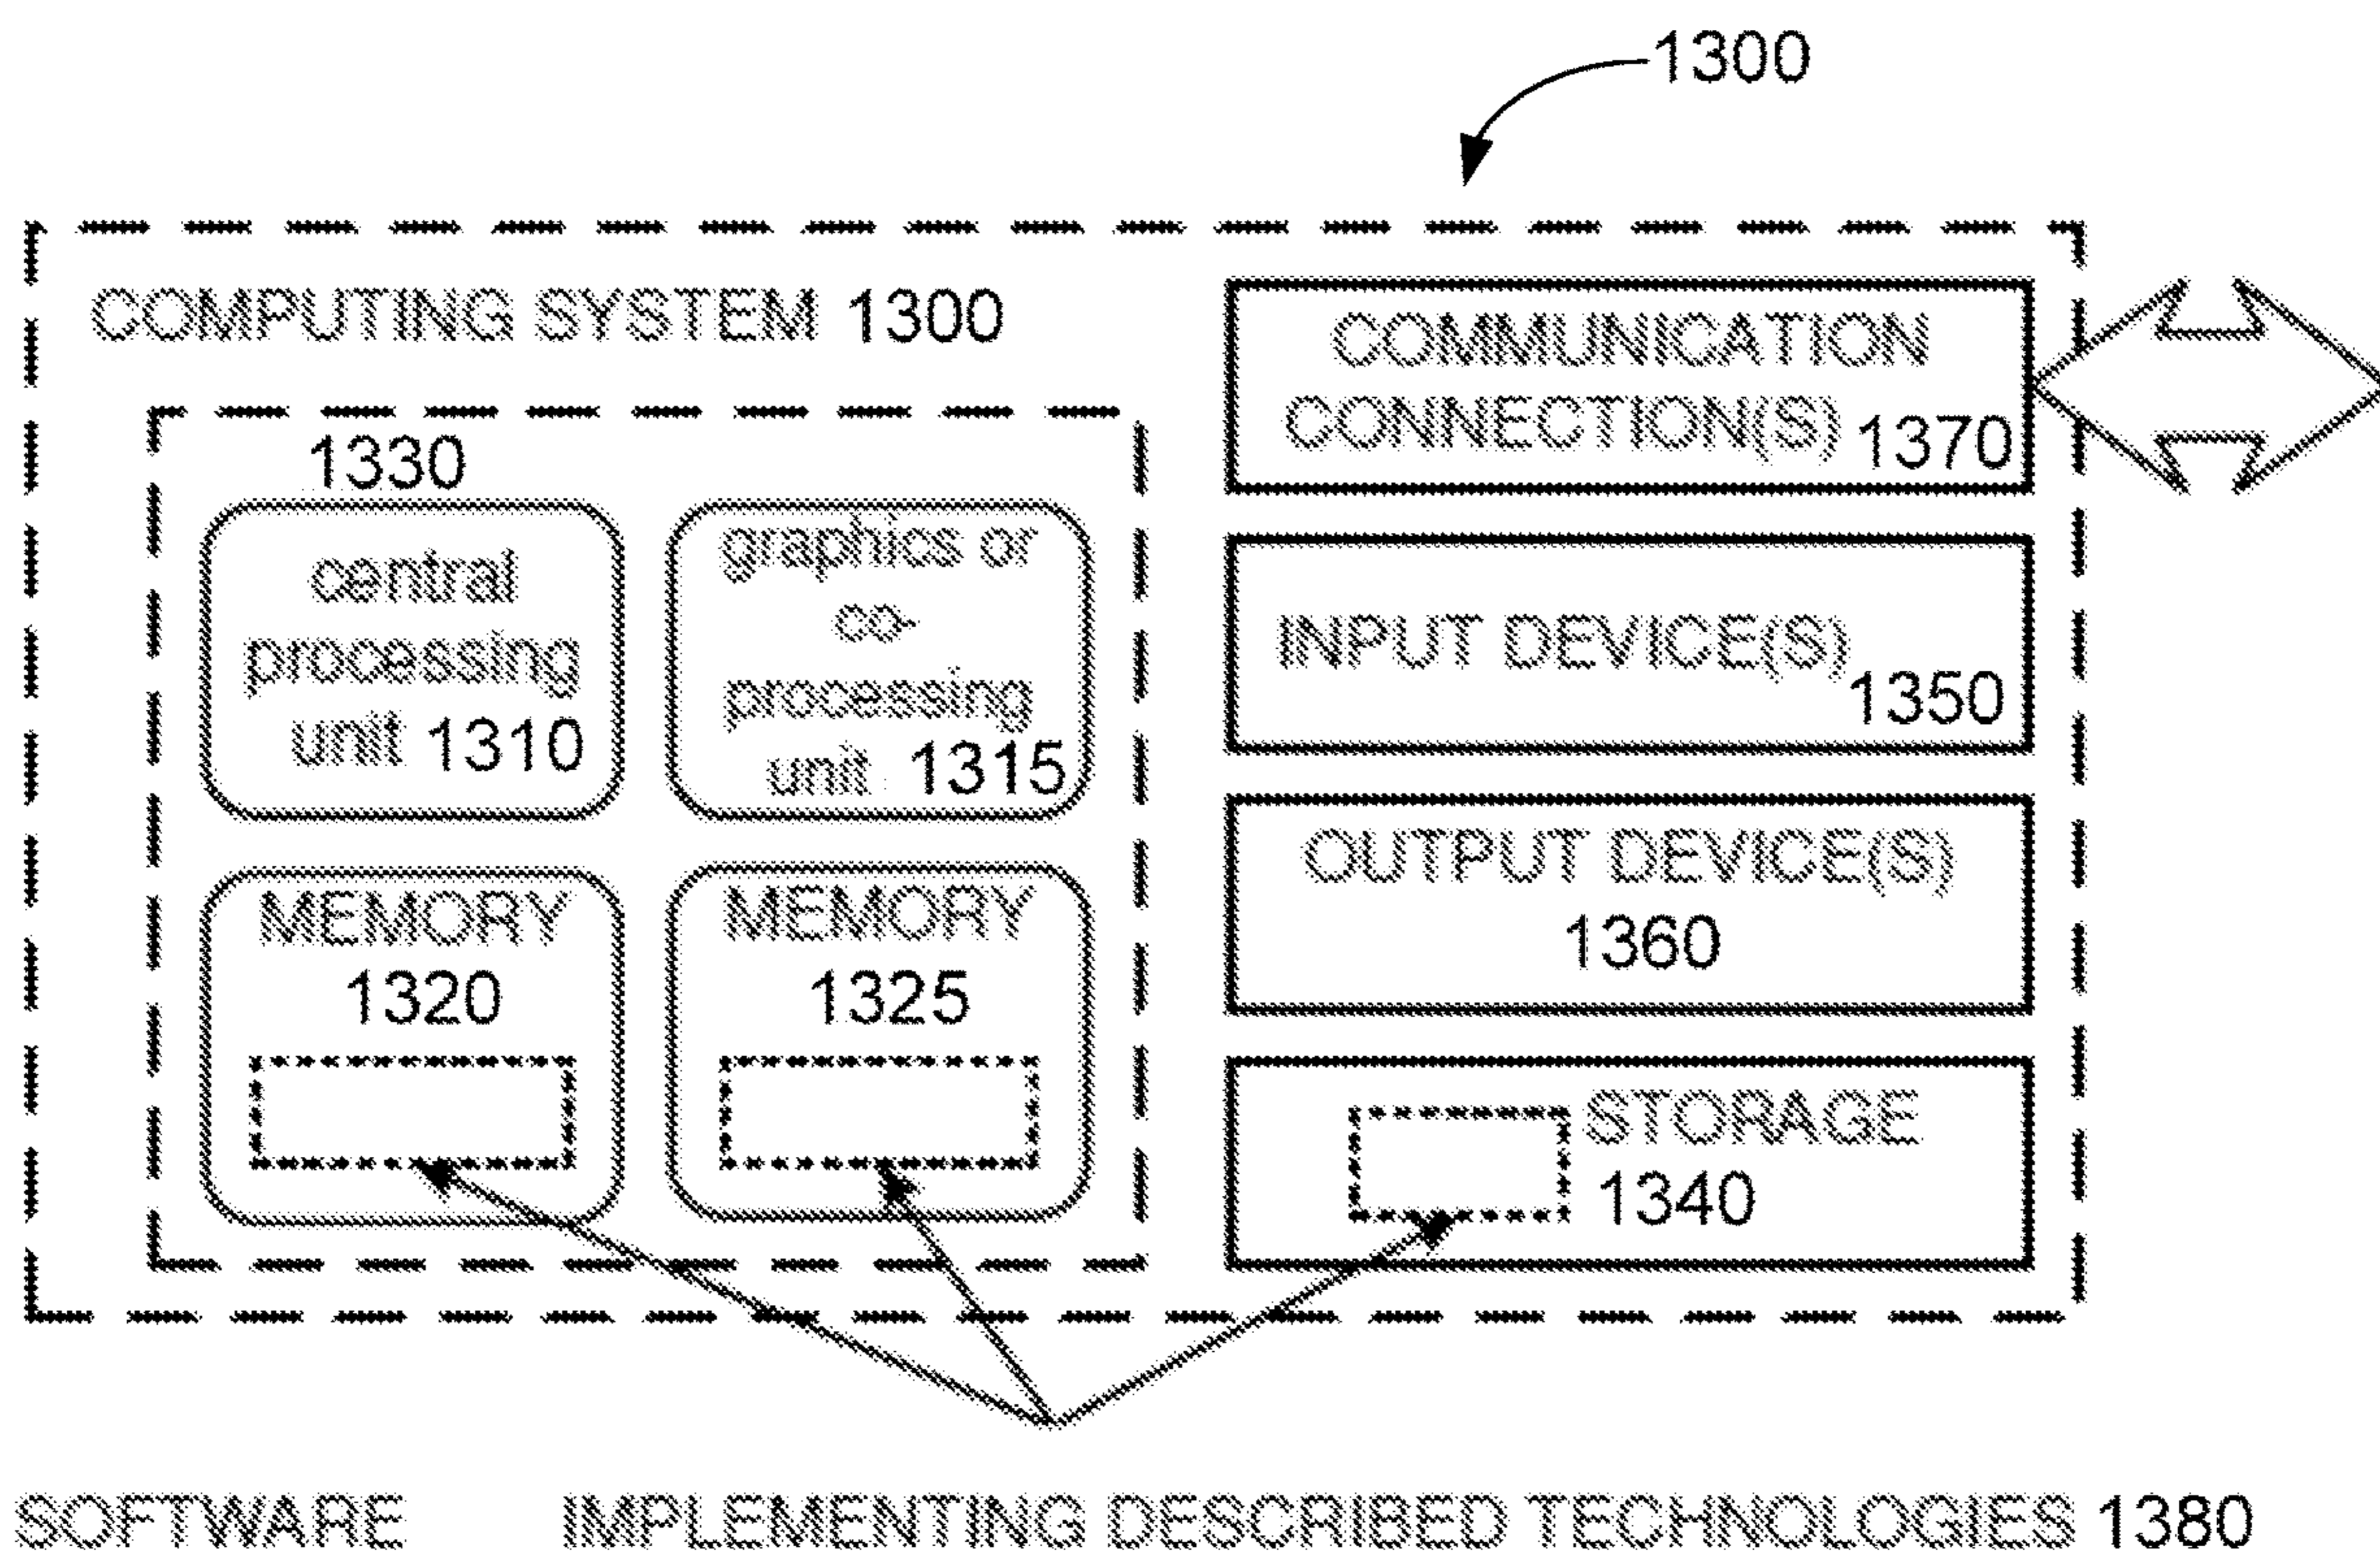 1300
COMPUTING SYSTEM 1300
1330
central
processing
unit 1310
graphics or
co-
processing
unit 1315
MEMORY
1320
MEMORY
1325
COMMUNICATION
CONNECTION(S) 1370
INPUT DEVICE(S)
1350
OUTPUT DEVICE(S)
1360
STORAGE
1340
SOFTWARE IMPLEMENTING DESCRIBED TECHNOLOGIES 1380